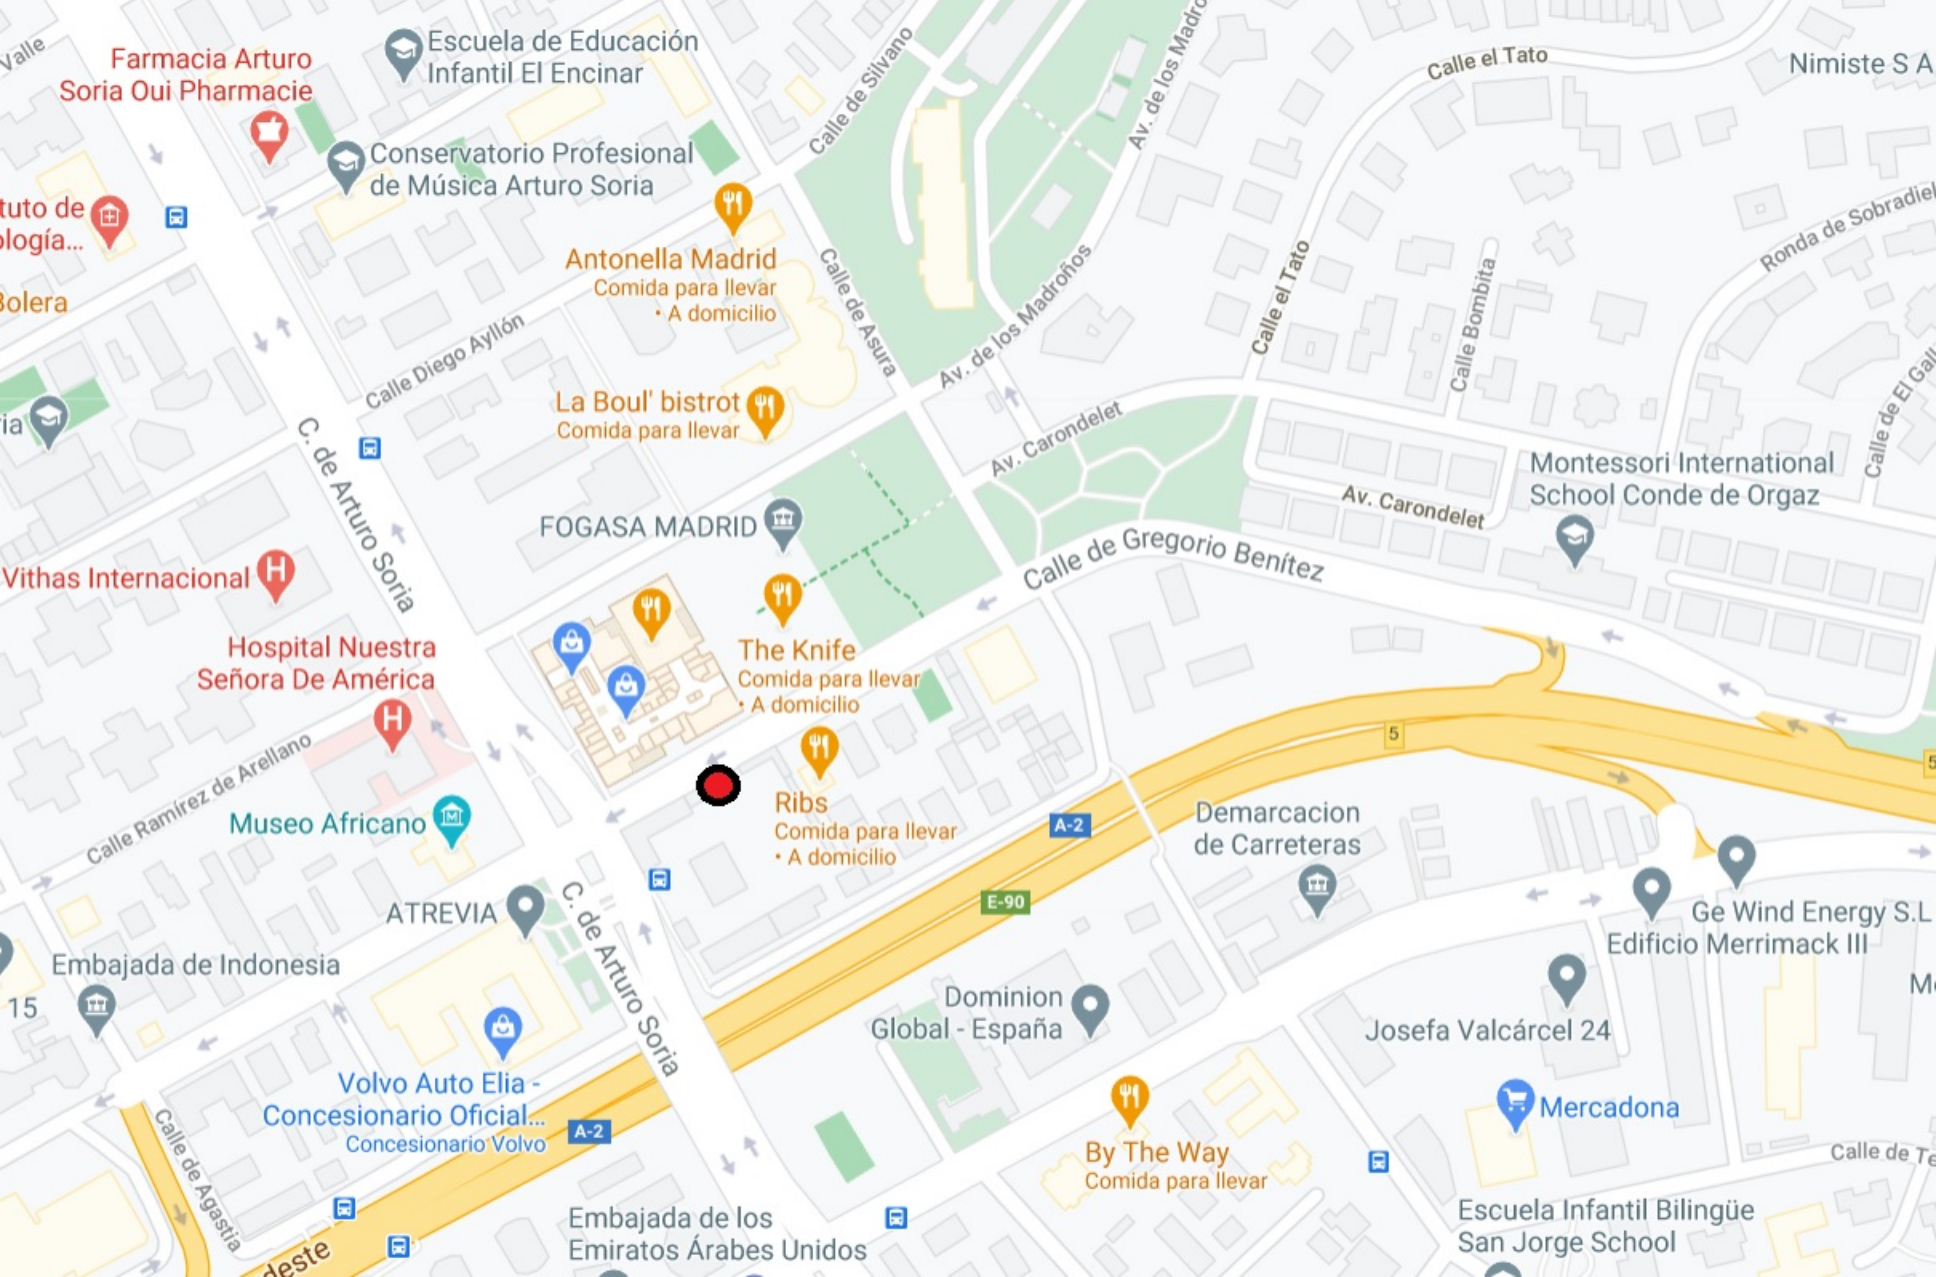 Valle
Farmacia Arturo
Soria Oui Pharmacie
Escuela de Educación
Infantil El Encinar
Calle de Silvano
Av. de los Madro
Calle el Tato
Nimiste S A
Conservatorio Profesional
de Música Arturo Soria
tuto de
ología...
Bolera
Antonella Madrid
Comida para llevar
• A domicilio
Calle de Asura
Av. de los Madroños
Calle el Tato
Calle Bombita
Ronda de Sobradiel
Calle de El Gall
Calle Diego Ayllón
La Boul' bistrot
Comida para llevar
ia
C. de Arturo Soria
Av. Carondelet
Av. Carondelet
Montessori International
School Conde de Orgaz
FOGASA MADRID
Calle de Gregorio Benítez
Vithas Internacional
H
Hospital Nuestra
Señora De América
H
The Knife
Comida para llevar
• A domicilio
5
5
Calle Ramírez de Arellano
Museo Africano
M
Ribs
Comida para llevar
• A domicilio
A-2
Demarcacion
de Carreteras
E-90
ATREVIA
C. de Arturo Soria
Ge Wind Energy S.L
Edificio Merrimack III
Embajada de Indonesia
15
Dominion
Global - España
Josefa Valcárcel 24
Volvo Auto Elia -
Concesionario Oficial...
Concesionario Volvo
A-2
Calle de Agastia
Mercadona
By The Way
Comida para llevar
Calle de Te
Embajada de los
Emiratos Árabes Unidos
Escuela Infantil Bilingüe
San Jorge School
deste